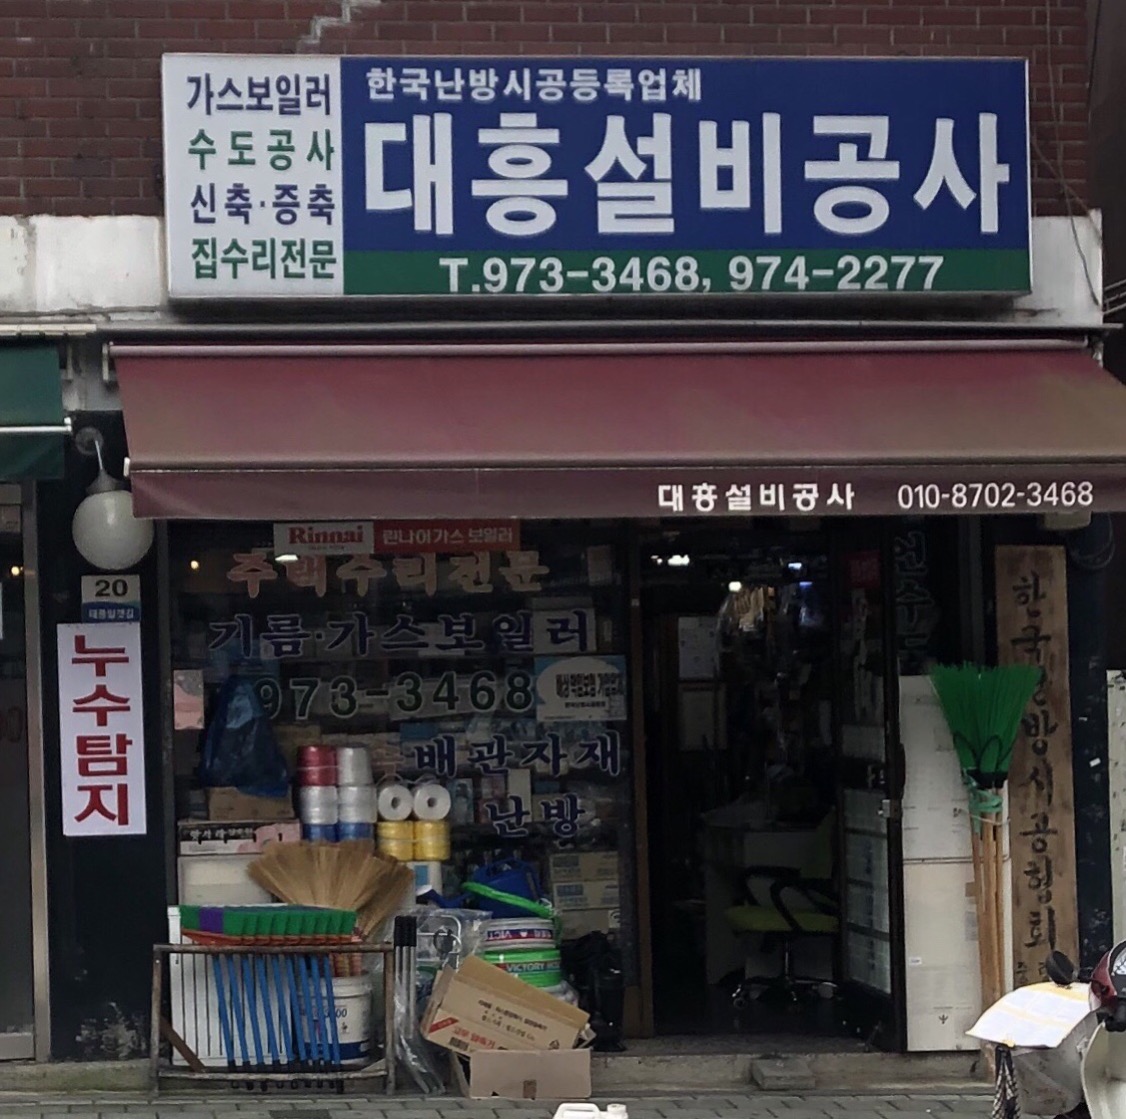 가스보일러
수도공사
신축·증축
집수리전문
한국난방시공등록업체
대흥설비공사
T.973-3468, 974-2277
대흥설비공사 010-8702-3468
Rinnai 린나이가스보일러
주택수리전문
기름·가스보일러
973-3468
배관자재
난방
20
누수탐지
한국난방시공협회
VICTORY